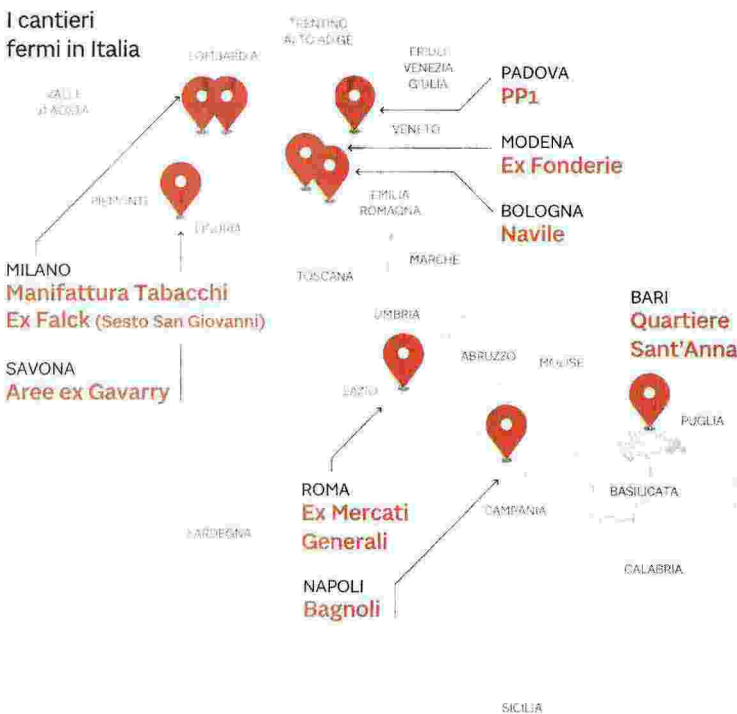 I cantieri
fermi in Italia
TRENTINO
ALTO ADIGE
LOMBARDIA
FRIULI
VENEZIA
GIULIA
VALLE
D'AOSTA
PADOVA
PP1
VENETO
MODENA
Ex Fonderie
PIEMONTE
EMILIA
ROMAGNA
BOLOGNA
Navile
LIGURIA
MARCHE
TOSCANA
MILANO
Manifattura Tabacchi
Ex Falck (Sesto San Giovanni)
UMBRIA
BARI
Quartiere
Sant'Anna
SAVONA
Aree ex Gavarry
ABRUZZO
MOLISE
LAZIO
PUGLIA
ROMA
Ex Mercati
Generali
BASILICATA
CAMPANIA
SARDEGNA
CALABRIA
NAPOLI
Bagnoli
SICILIA